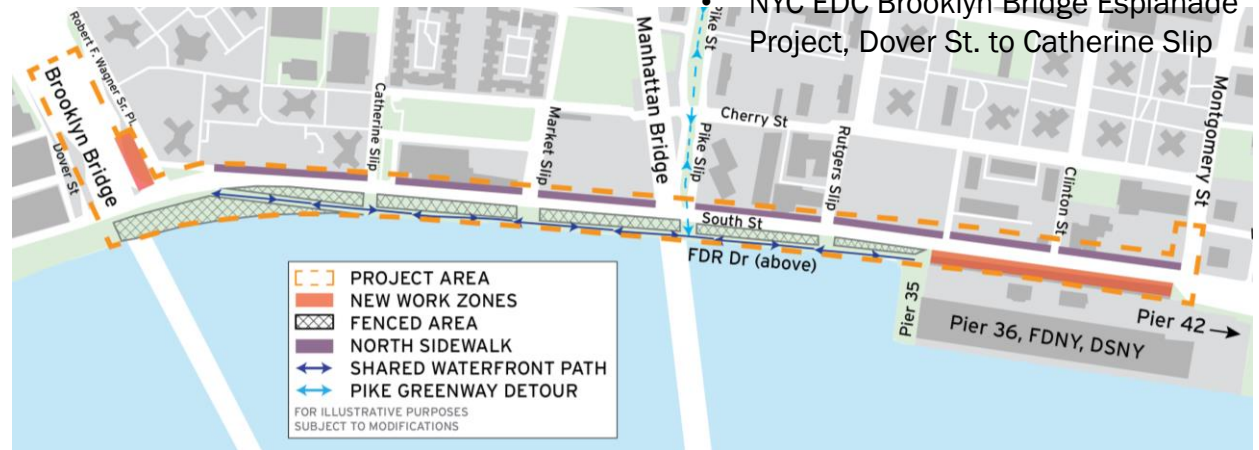 NYC EDC Brooklyn Bridge Esplanade
Project, Dover St. to Catherine Slip
Robert F. Wagner Sr. Pl
Brooklyn Bridge
Dover St
Catherine Slip
Market Slip
Manhattan Bridge
Pike St
Pike Slip
Cherry St
Rutgers Slip
Clinton St
Montgomery St
South St
FDR Dr (above)
Pier 35
Pier 36, FDNY, DSNY
Pier 42
PROJECT AREA
NEW WORK ZONES
FENCED AREA
NORTH SIDEWALK
SHARED WATERFRONT PATH
PIKE GREENWAY DETOUR
FOR ILLUSTRATIVE PURPOSES
SUBJECT TO MODIFICATIONS